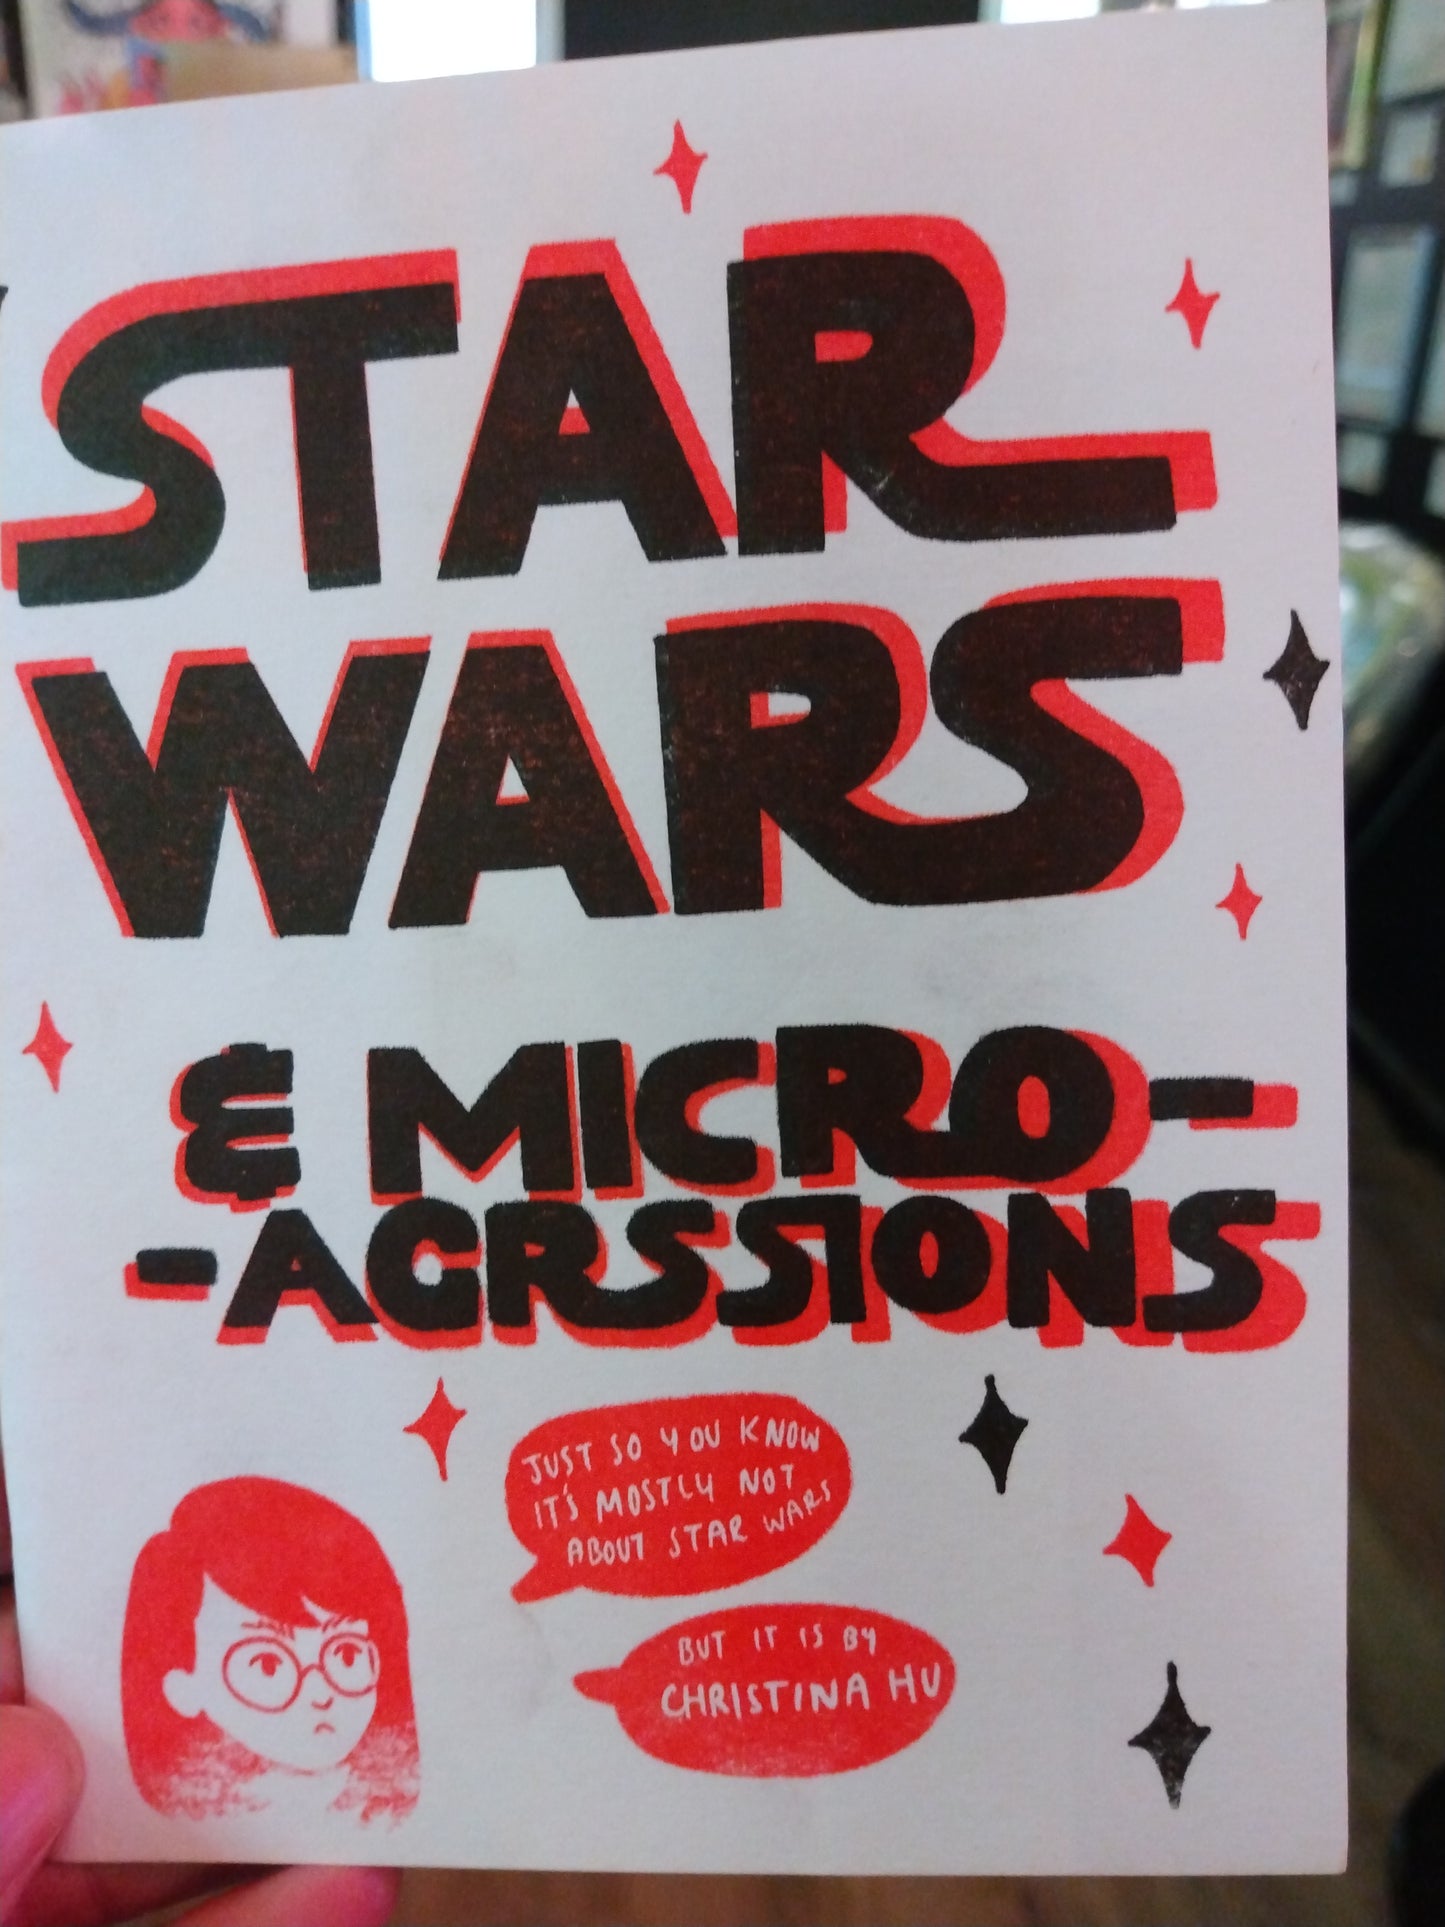 STAR
WARS
& MICRO-
-AGRSSIONS
JUST SO YOU KNOW
IT'S MOSTLY NOT
ABOUT STAR WARS
BUT IT IS BY
CHRISTINA HU